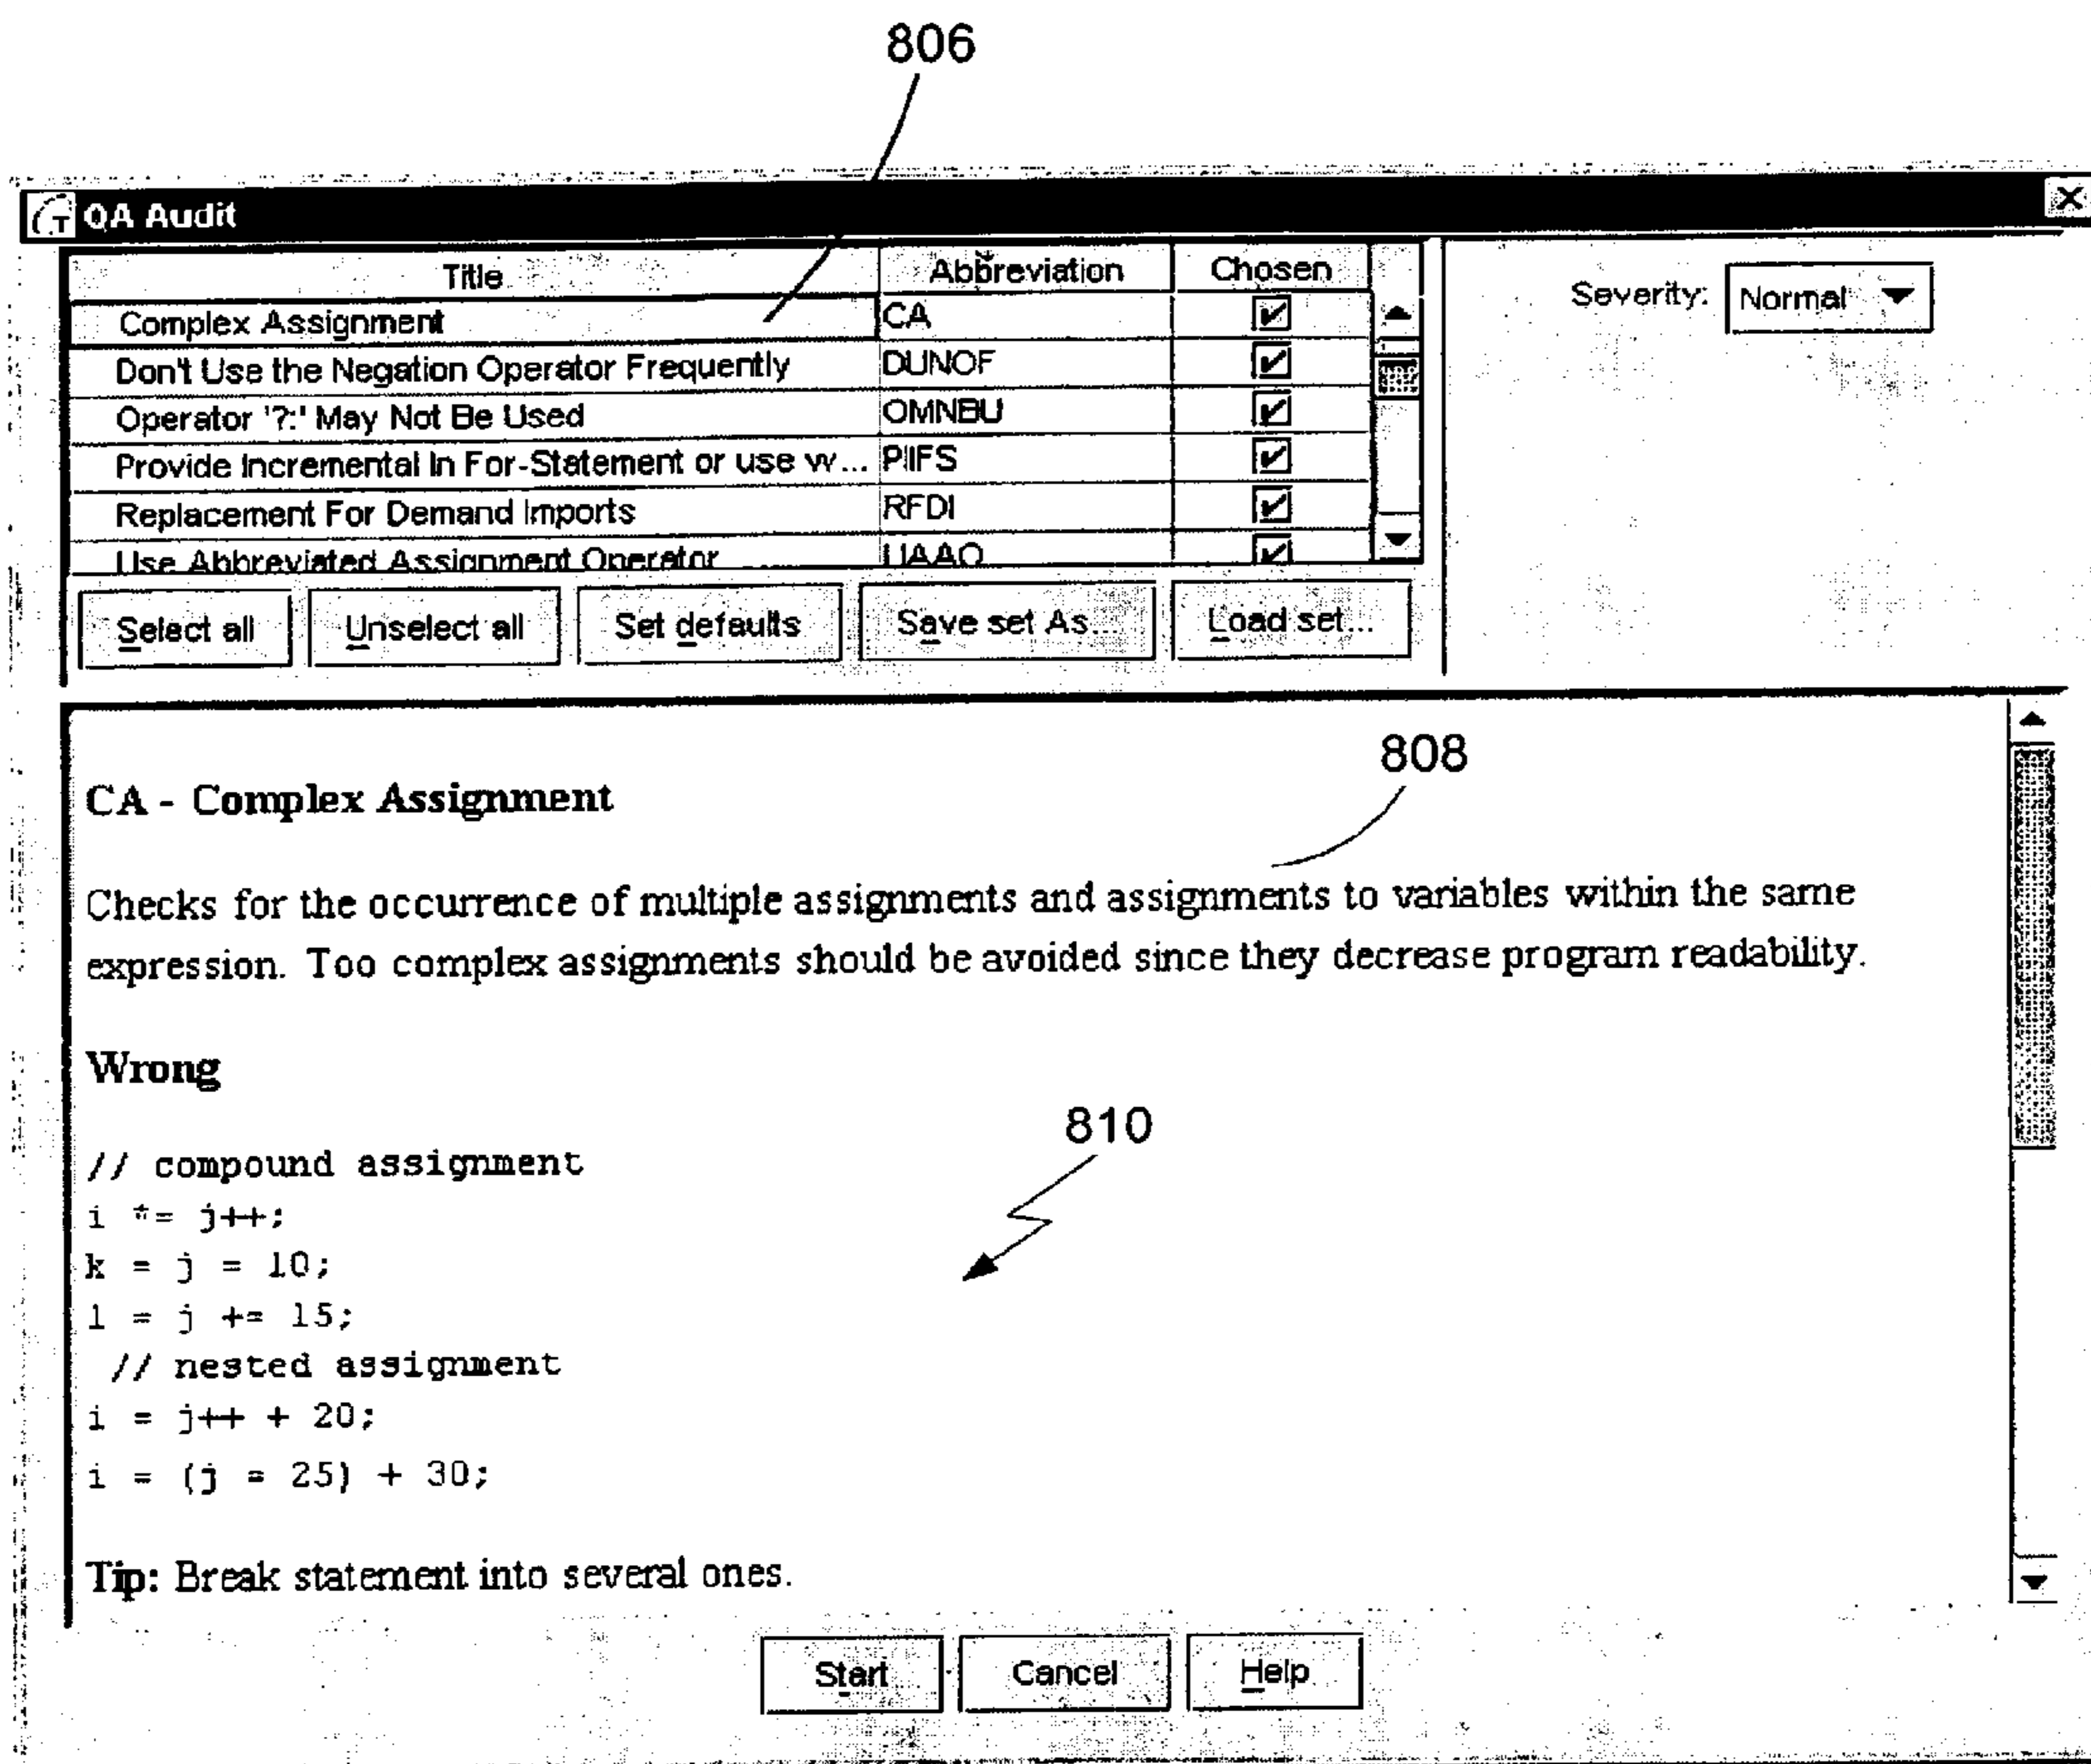 806
QA Audit
Title Abbreviation Chosen
Complex Assignment CA
Don't Use the Negation Operator Frequently DUNOF
Operator '?:' May Not Be Used OMNBU
Provide Incremental In For-Statement or use w... PIIFS
Replacement For Demand Imports RFDI
Use Abbreviated Assignment Operator UAAO
Severity: Normal
Select all Unselect all Set defaults Save set As... Load set...
808
CA - Complex Assignment
Checks for the occurrence of multiple assignments and assignments to variables within the same
expression. Too complex assignments should be avoided since they decrease program readability.
Wrong
810
// compound assignment
i *= j++;
k = j = 10;
l = j += 15;
// nested assignment
i = j++ + 20;
i = (j = 25) + 30;
Tip: Break statement into several ones.
Start Cancel Help